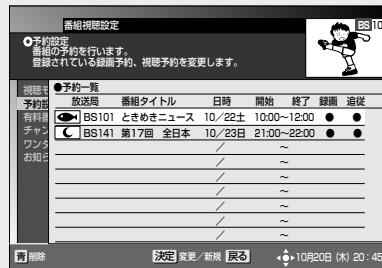 番組視聴設定
BS10
予約設定
番組の予約を行います。
登録されている録画予約、視聴予約を変更します。
視聴モ
予約設
有料番
チャン
ワンタ
お知ら
●予約一覧
放送局 番組タイトル 日時 開始 終了 録画 追従
BS101 ときめきニュース 10／22土 10:00～12:00 ● ●
BS141 第17回 全日本 10／23日 21:00～22:00 ● ●
／ ～
／ ～
／ ～
／ ～
／ ～
青 削除 決定 変更／新規 戻る 10月20日 (木) 20：45